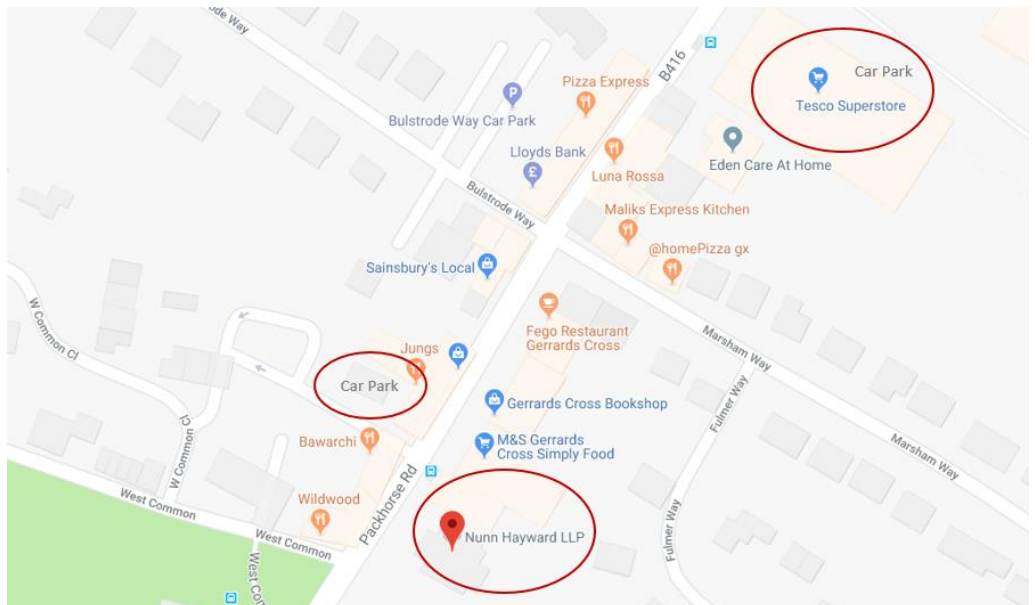 de Way
B416
Car Park
Pizza Express
Tesco Superstore
P
Bulstrode Way Car Park
Lloyds Bank
£
Eden Care At Home
Luna Rossa
Bulstrode Way
Maliks Express Kitchen
@homePizza gx
Sainsbury's Local
W Common Cl
Fego Restaurant
Gerrards Cross
Marsham Way
Jungs
Car Park
Gerrards Cross Bookshop
Fulmer Way
Bawarchi
M&S Gerrards
Cross Simply Food
W Common Cl
Marsham Way
Packhorse Rd
West Common
Wildwood
West Common
Nunn Hayward LLP
Fulmer Way
West Con